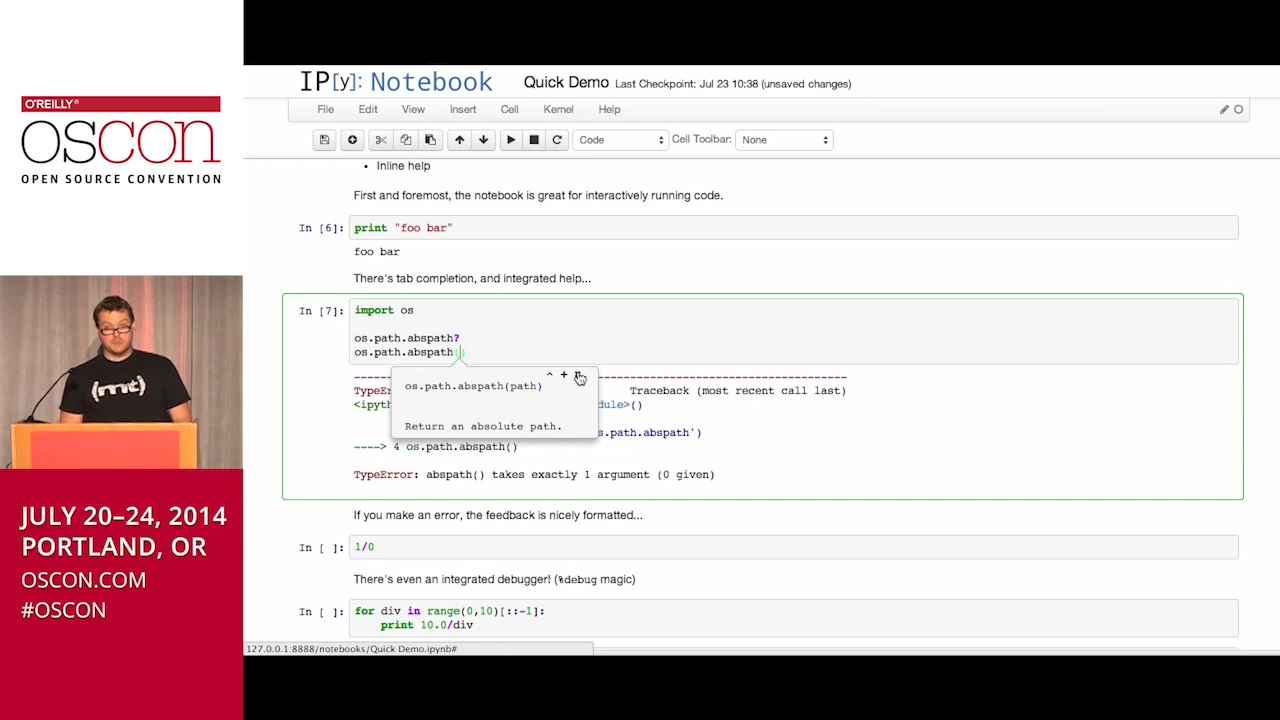 O'REILLY®
OSCON
OPEN SOURCE CONVENTION
JULY 20–24, 2014
PORTLAND, OR
OSCON.COM
#OSCON
(mt)
IP[y]: Notebook
Quick Demo Last Checkpoint: Jul 23 10:38 (unsaved changes)
File Edit View Insert Cell Kernel Help
Code Cell Toolbar: None
• Inline help
First and foremost, the notebook is great for interactively running code.
In [6]: print "foo bar"
foo bar
There's tab completion, and integrated help...
In [7]: import os
os.path.abspath?
os.path.abspath()
os.path.abspath(path)
Return an absolute path.
Traceback (most recent call last)
<ipyt
dule>()
s.path.abspath')
----> 4 os.path.abspath()
TypeError: abspath() takes exactly 1 argument (0 given)
If you make an error, the feedback is nicely formatted...
In [ ]: 1/0
There's even an integrated debugger! (%debug magic)
In [ ]: for div in range(0,10)[::-1]:
print 10.0/div
127.0.0.1:8888/notebooks/Quick Demo.ipynb#